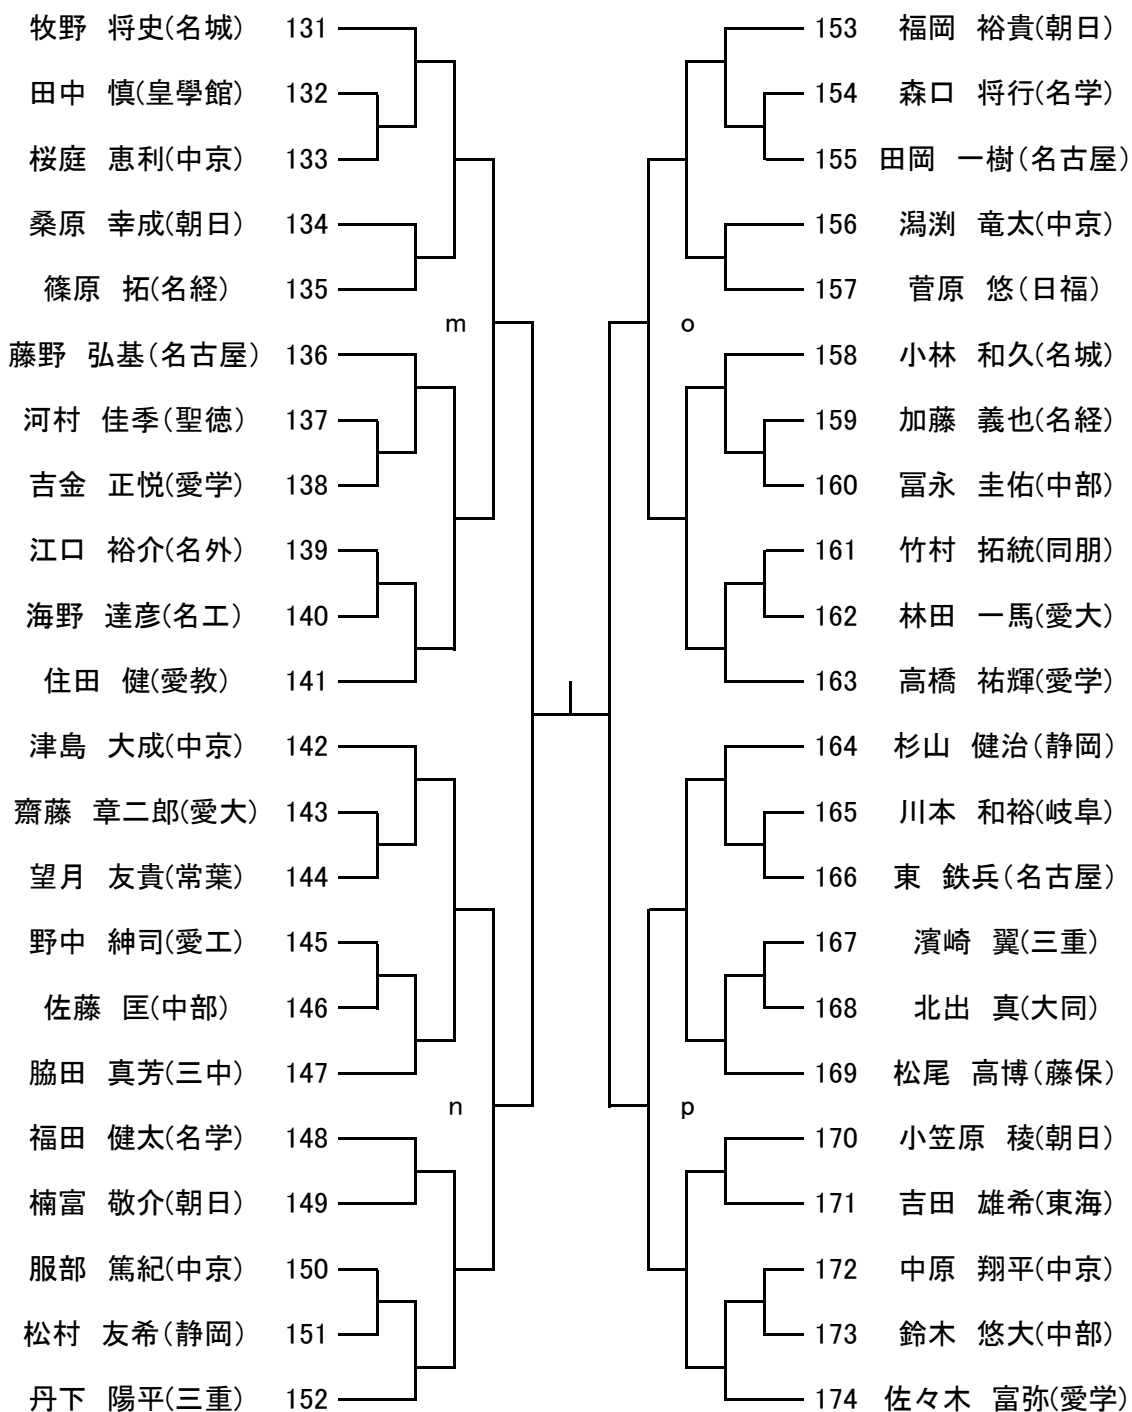 牧野 将史(名城) 131
田中 慎(皇學館) 132
桜庭 恵利(中京) 133
桑原 幸成(朝日) 134
篠原 拓(名経) 135
m
藤野 弘基(名古屋) 136
河村 佳季(聖徳) 137
吉金 正悦(愛学) 138
江口 裕介(名外) 139
海野 達彦(名工) 140
住田 健(愛教) 141
津島 大成(中京) 142
齋藤 章二郎(愛大) 143
望月 友貴(常葉) 144
野中 紳司(愛工) 145
佐藤 匡(中部) 146
脇田 真芳(三中) 147
n
福田 健太(名学) 148
楠富 敬介(朝日) 149
服部 篤紀(中京) 150
松村 友希(静岡) 151
丹下 陽平(三重) 152
153 福岡 裕貴(朝日)
154 森口 将行(名学)
155 田岡 一樹(名古屋)
156 潟渕 竜太(中京)
157 菅原 悠(日福)
o
158 小林 和久(名城)
159 加藤 義也(名経)
160 冨永 圭佑(中部)
161 竹村 拓統(同朋)
162 林田 一馬(愛大)
163 高橋 祐輝(愛学)
164 杉山 健治(静岡)
165 川本 和裕(岐阜)
166 東 鉄兵(名古屋)
167 濱崎 翼(三重)
168 北出 真(大同)
169 松尾 高博(藤保)
p
170 小笠原 稜(朝日)
171 吉田 雄希(東海)
172 中原 翔平(中京)
173 鈴木 悠大(中部)
174 佐々木 富弥(愛学)